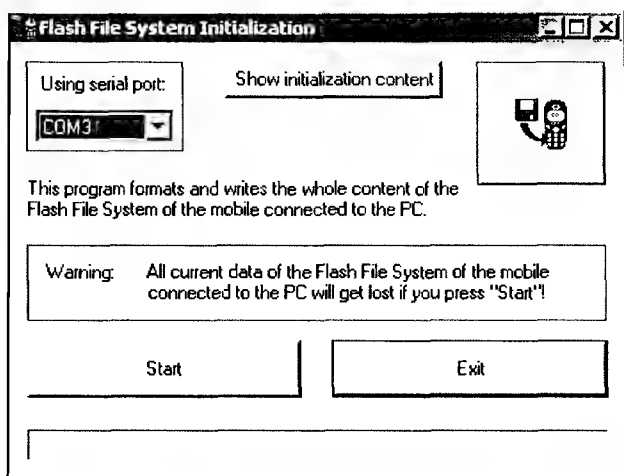 Flash File System Initialization
Using serial port:
Show initialization content
COM3
This program formats and writes the whole content of the
Flash File System of the mobile connected to the PC.
Warning: All current data of the Flash File System of the mobile
connected to the PC will get lost if you press "Start"!
Start
Exit